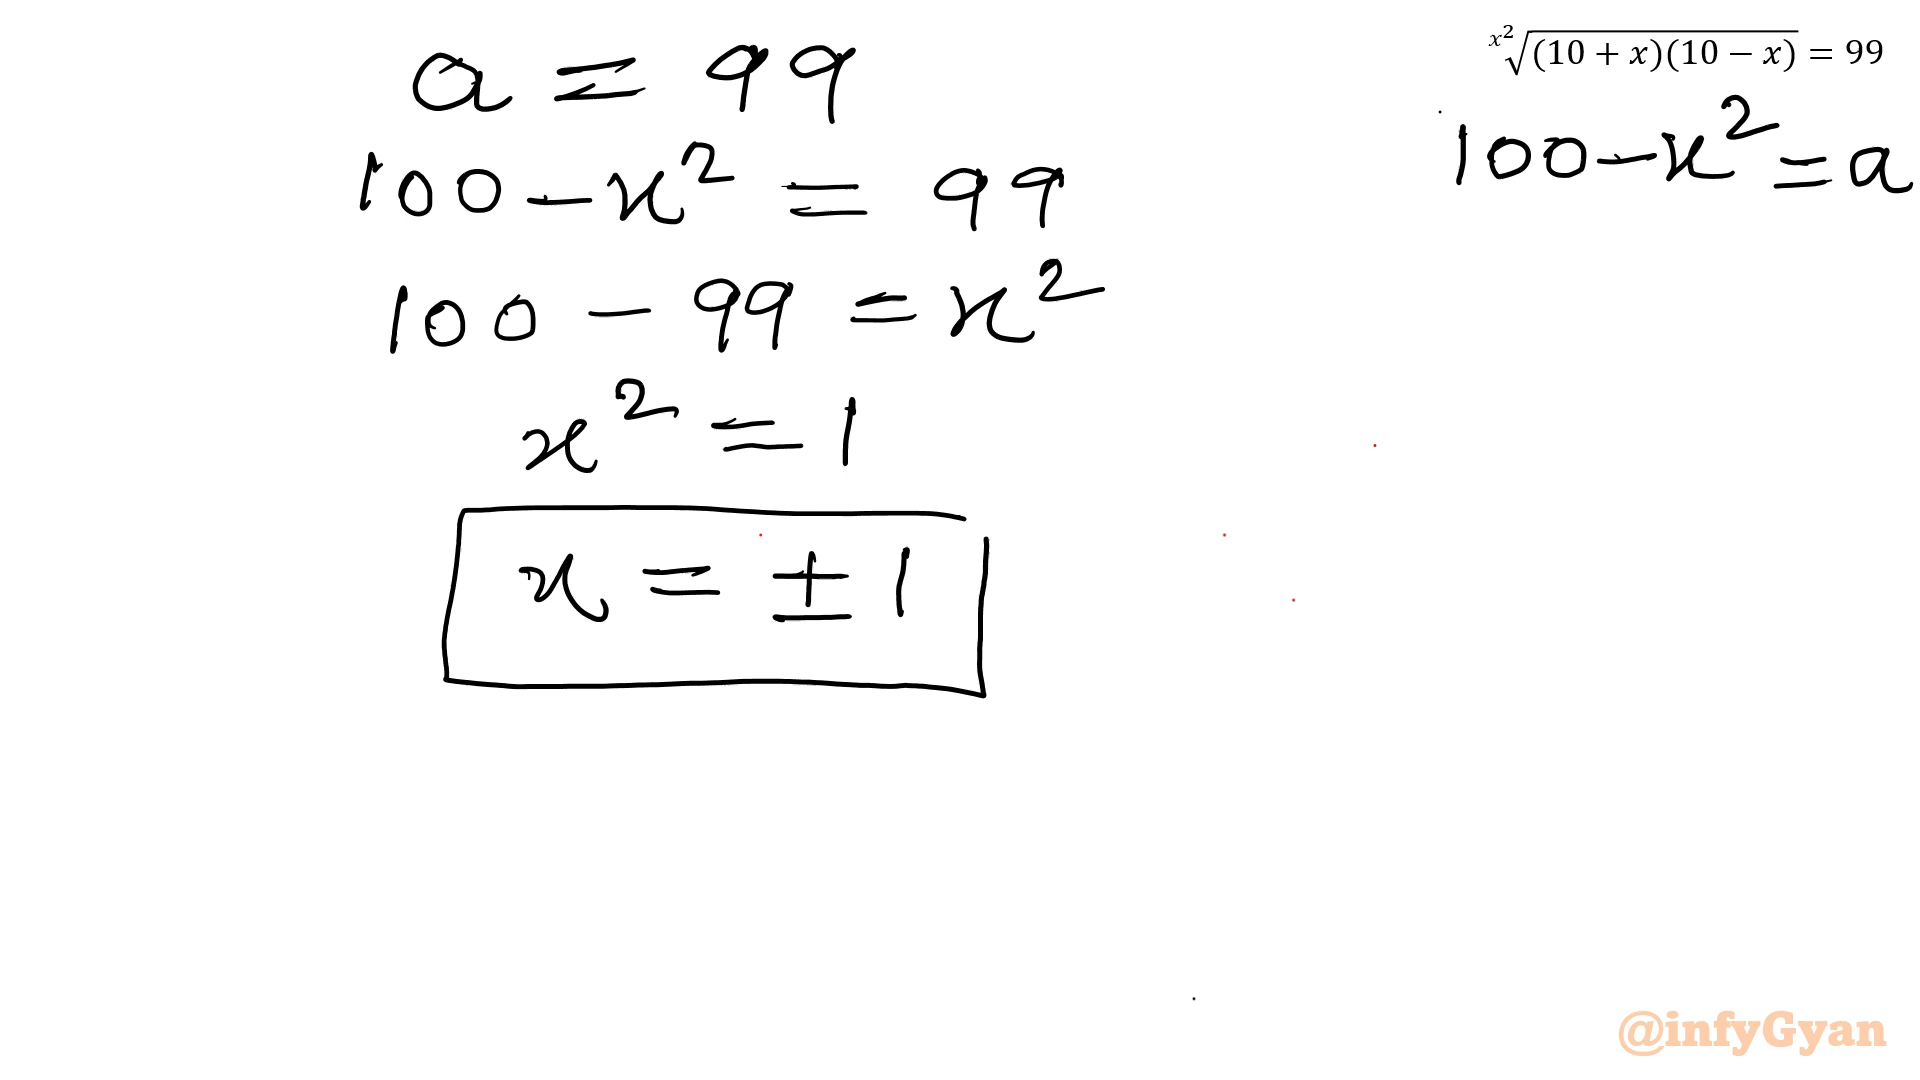 a = 99
100 - x² = 99
100 - 99 = x²
x² = 1
x = ± 1
x²√(10 + x)(10 − x) = 99
100 - x² = a
@infyGyan